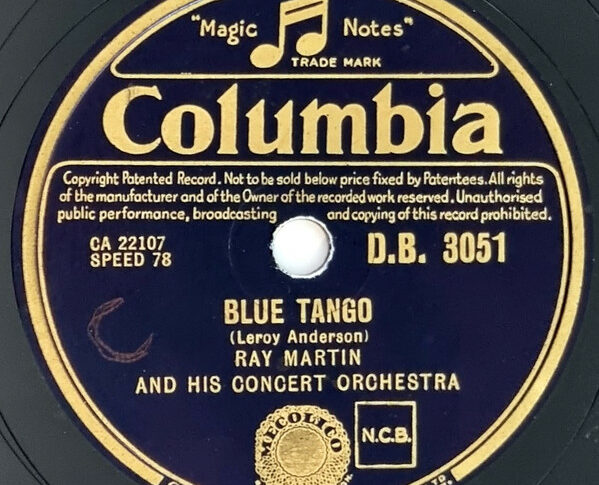 "Magic Notes"
TRADE MARK
Columbia
Copyright Patented Record. Not to be sold below price fixed by Patentees. All rights
of the manufacturer and of the Owner of the recorded work reserved. Unauthorised
public performance, broadcasting and copying of this record prohibited.
CA 22107
SPEED 78
D.B. 3051
BLUE TANGO
(Leroy Anderson)
RAY MARTIN
AND HIS CONCERT ORCHESTRA
MECOLICO
N.C.B.